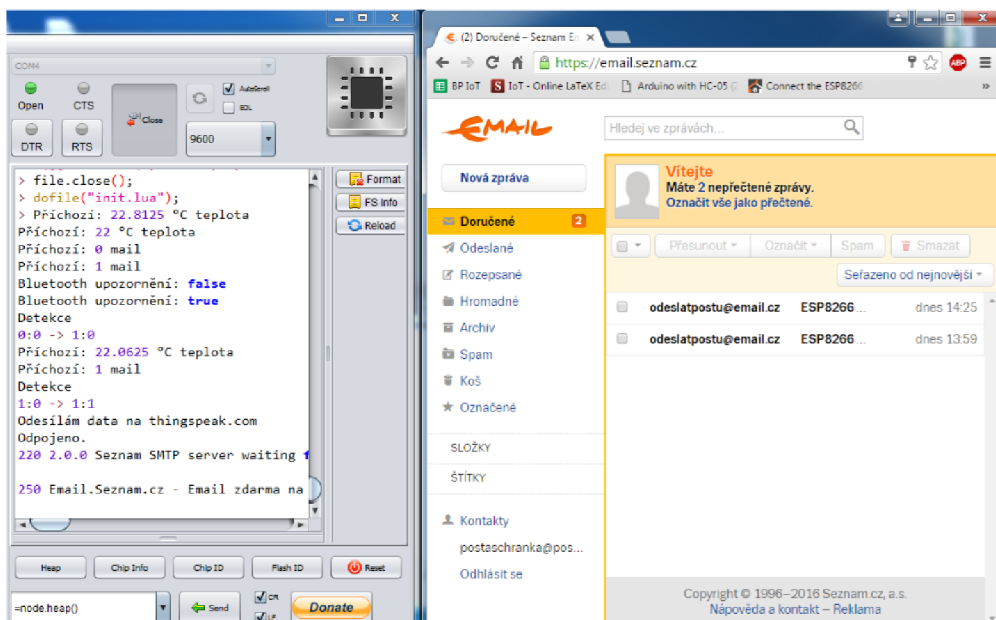 COM4
Open
CTS
DTR
RTS
Close
AutoScroll
EOL
9600
> file.close();
> dofile("init.lua");
> Příchozí: 22.8125 °C teplota
Příchozí: 22 °C teplota
Příchozí: 0 mail
Příchozí: 1 mail
Bluetooth upozornění: false
Bluetooth upozornění: true
Detekce
0:0 -> 1:0
Příchozí: 22.0625 °C teplota
Příchozí: 1 mail
Detekce
1:0 -> 1:1
Odesílám data na thingspeak.com
Odpojeno.
220 2.0.0 Seznam SMTP server waiting f
250 Email.Seznam.cz - Email zdarma na
Format
FS Info
Reload
Heap
Chip Info
Chip ID
Flash ID
Reset
=node.heap()
Send
CR
LF
Donate
(2) Doručené – Seznam Em
https://email.seznam.cz
ABP
BP IoT
IoT - Online LaTeX Edi
Arduino with HC-05 (
Connect the ESP8266
»
EMAIL
Hledej ve zprávách...
Nová zpráva
Doručené 2
Odeslané
Rozepsané
Hromadné
Archiv
Spam
Koš
Označené
SLOŽKY
ŠTÍTKY
Kontakty
postaschranka@pos...
Odhlásit se
Vítejte
Máte 2 nepřečtené zprávy.
Označit vše jako přečtené.
Přesunout
Označit
Spam
Smazat
Seřazeno od nejnovější
odeslatpostu@email.cz ESP8266 ... dnes 14:25
odeslatpostu@email.cz ESP8266 ... dnes 13:59
Copyright © 1996–2016 Seznam.cz, a.s.
Nápověda a kontakt – Reklama